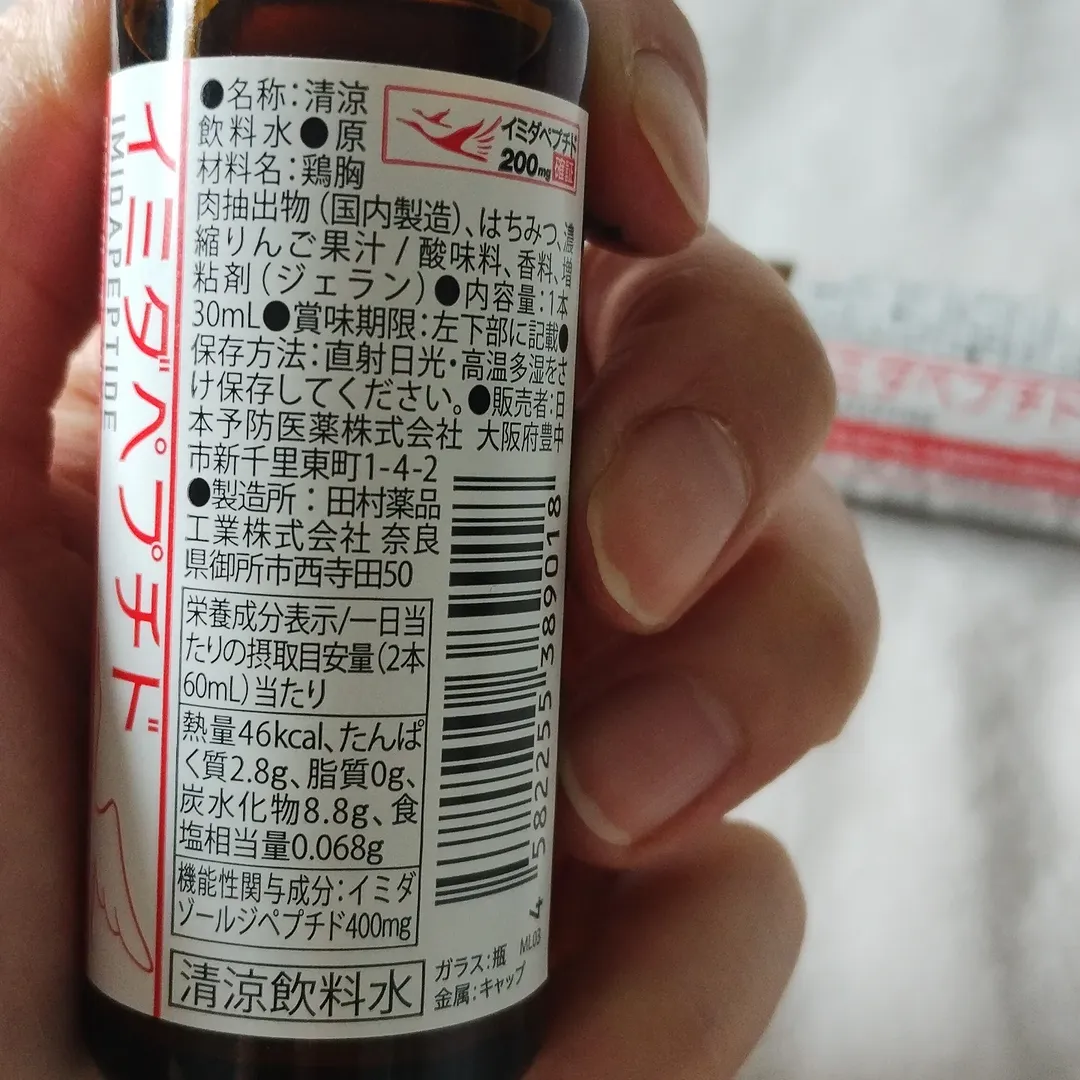 イミダペプチド
IMIDAPEPTIDE
●名称：清涼
飲料水●原
材料名：鶏胸
イミダペプチド
200mg 確証
肉抽出物（国内製造）、はちみつ、濃
縮りんご果汁 / 酸味料、香料、増
粘剤（ジェラン）●内容量：1本
30mL●賞味期限：左下部に記載●
保存方法：直射日光・高温多湿をさ
け保存してください。●販売者：日
本予防医薬株式会社 大阪府豊中
市新千里東町1-4-2
●製造所：田村薬品
工業株式会社 奈良
県御所市西寺田50
栄養成分表示/一日当
たりの摂取目安量（2本
60mL）当たり
熱量46kcal、たんぱ
く質2.8g、脂質0g、
炭水化物8.8g、食
塩相当量0.068g
機能性関与成分：イミダ
ゾールジペプチド400mg
清涼飲料水
4 582255 389018
ガラス：瓶 ML03
金属：キャップ
ミダペプチド